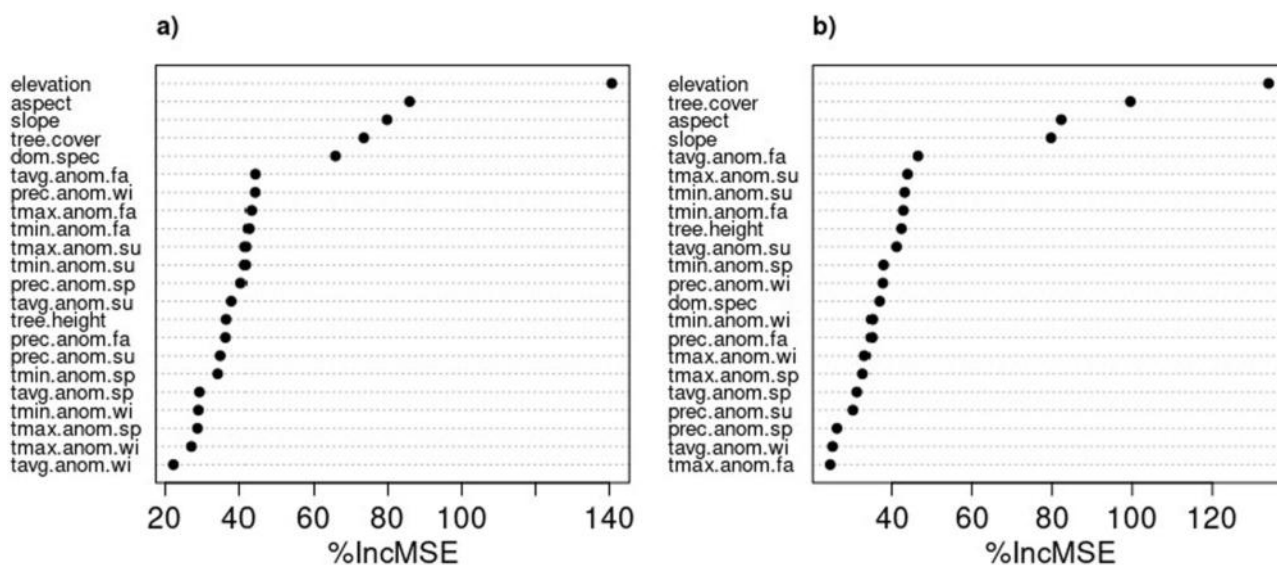 a)
elevation
aspect
slope
tree.cover
dom.spec
tavg.anom.fa
prec.anom.wi
tmax.anom.fa
tmin.anom.fa
tmax.anom.su
tmin.anom.su
prec.anom.sp
tavg.anom.su
tree.height
prec.anom.fa
prec.anom.su
tmin.anom.sp
tavg.anom.sp
tmin.anom.wi
tmax.anom.sp
tmax.anom.wi
tavg.anom.wi
20 40 60 80 100 140
%IncMSE
b)
elevation
tree.cover
aspect
slope
tavg.anom.fa
tmax.anom.su
tmin.anom.su
tmin.anom.fa
tree.height
tavg.anom.su
tmin.anom.sp
prec.anom.wi
dom.spec
tmin.anom.wi
prec.anom.fa
tmax.anom.wi
tmax.anom.sp
tavg.anom.sp
prec.anom.su
prec.anom.sp
tavg.anom.wi
tmax.anom.fa
40 60 80 100 120
%IncMSE